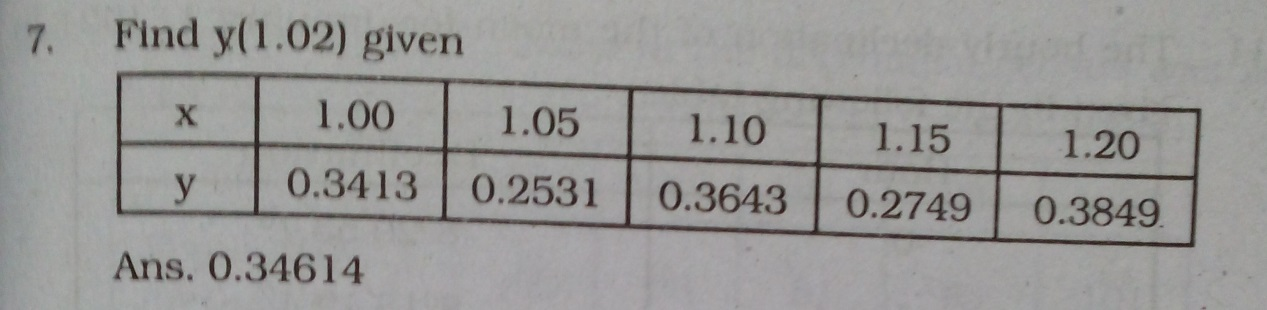 7. Find y(1.02) given
x 1.00 1.05 1.10 1.15 1.20
y 0.3413 0.2531 0.3643 0.2749 0.3849.
Ans. 0.34614